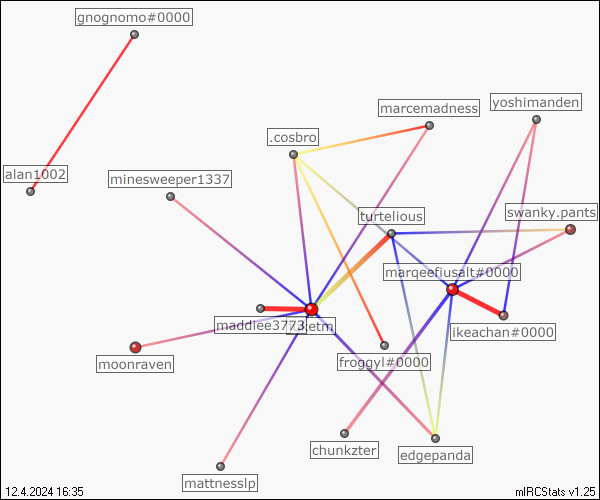 gnognomo#0000
yoshimanden
marcemadness
.cosbro
alan1002
minesweeper1337
turtelious
swanky.pants
marqeefiusalt#0000
maddiee3773
ikeachan#0000
moonraven
froggyl#0000
chunkzter
edgepanda
mattnesslp
12.4.2024 16:35
mIRCStats v1.25